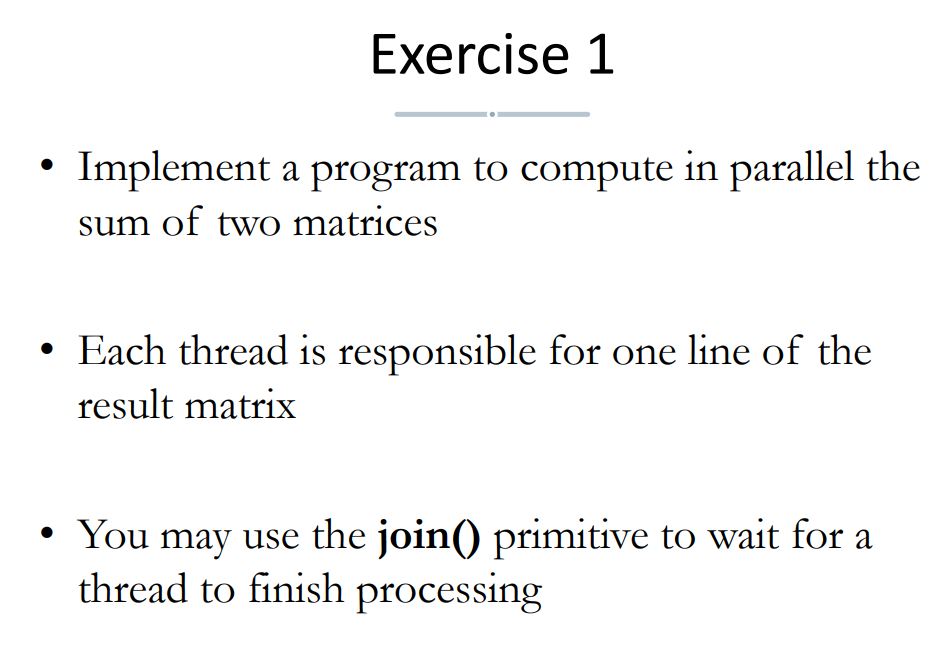 Exercise 1
• Implement a program to compute in parallel the
sum of two matrices
• Each thread is responsible for one line of the
result matrix
• You may use the join() primitive to wait for a
thread to finish processing